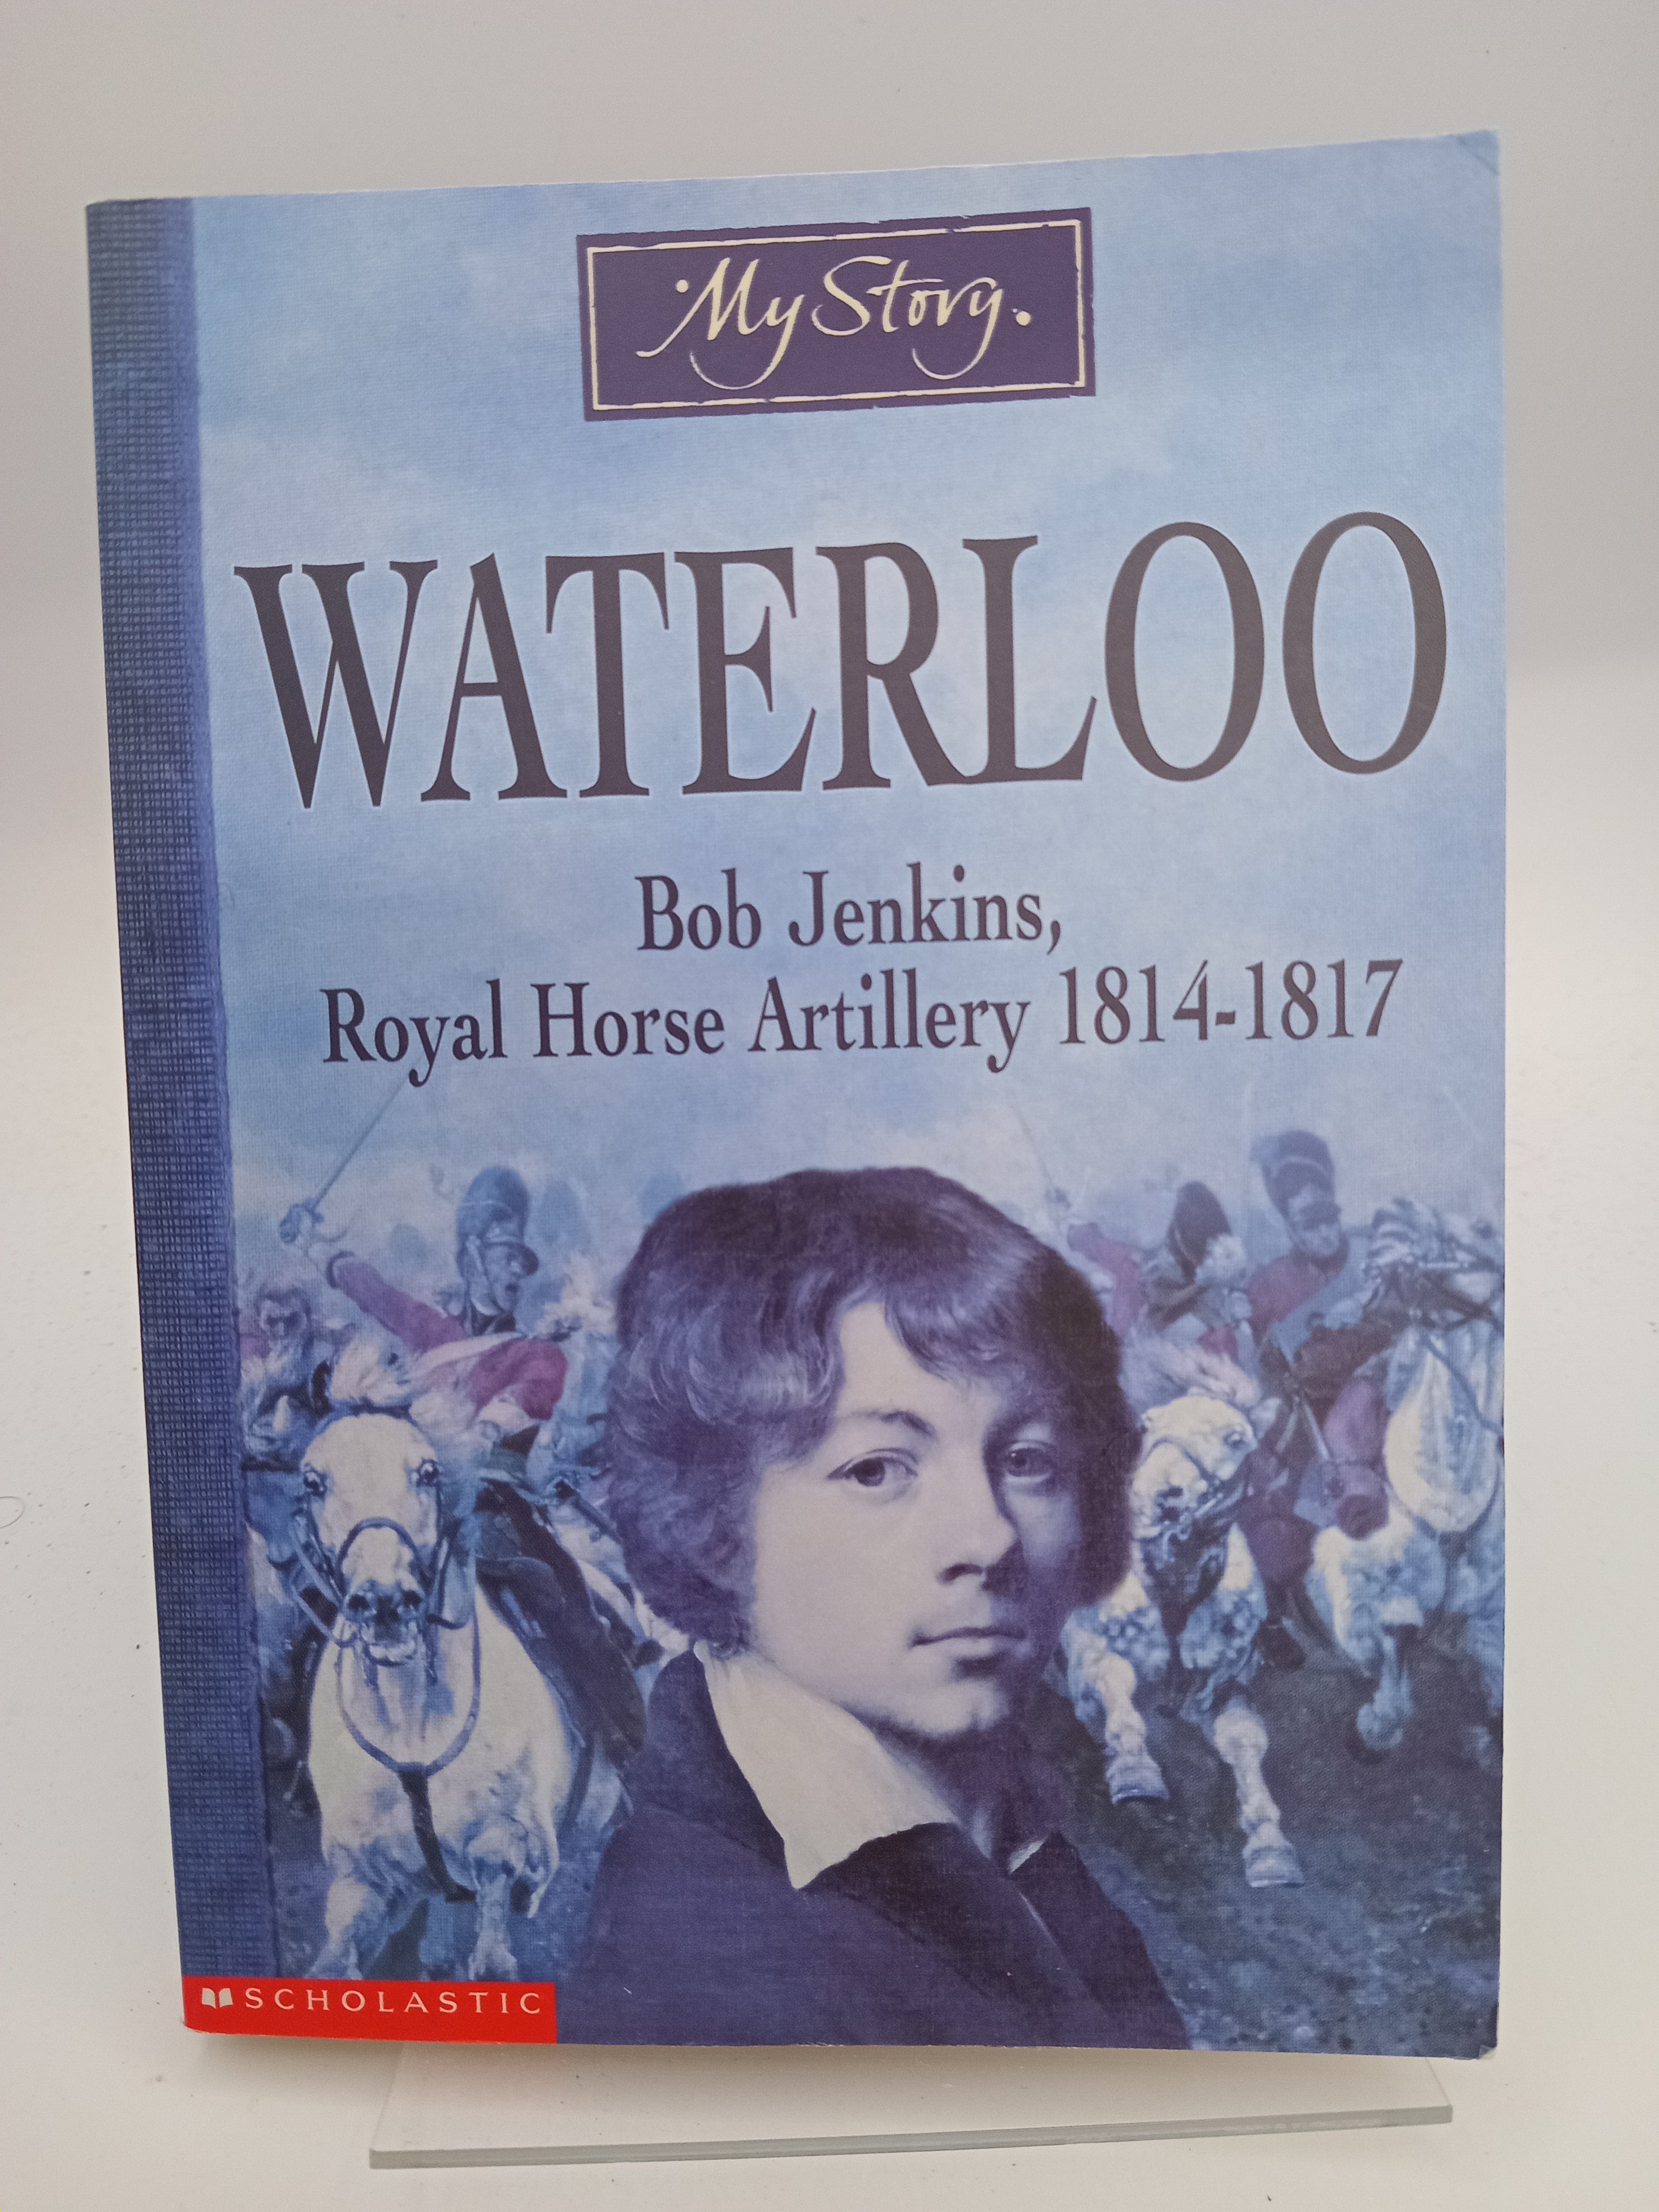 My Story.
WATERLOO
Bob Jenkins,
Royal Horse Artillery 1814-1817
SCHOLASTIC